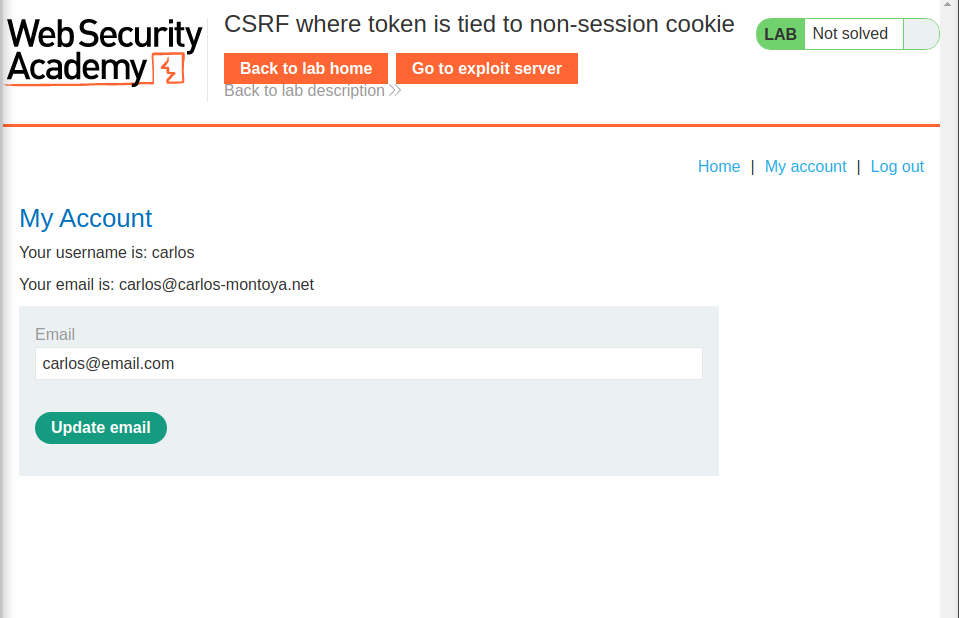 Web Security
Academy
CSRF where token is tied to non-session cookie
LAB Not solved
Back to lab home Go to exploit server
Back to lab description
Home | My account | Log out
My Account
Your username is: carlos
Your email is: carlos@carlos-montoya.net
Email
carlos@email.com
Update email